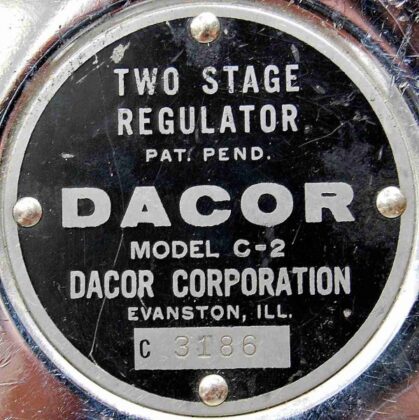 TWO STAGE
REGULATOR
PAT. PEND.
DACOR
MODEL C-2
DACOR CORPORATION
EVANSTON, ILL.
C 3186